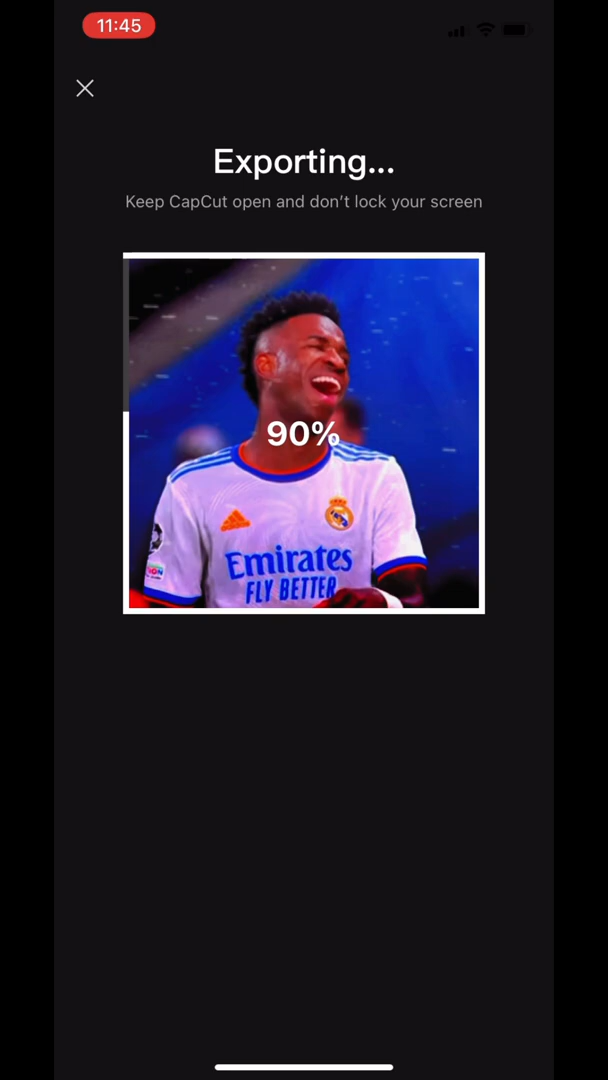 11:45
Exporting...
Keep CapCut open and don't lock your screen
90%
Emirates
FLY BETTER